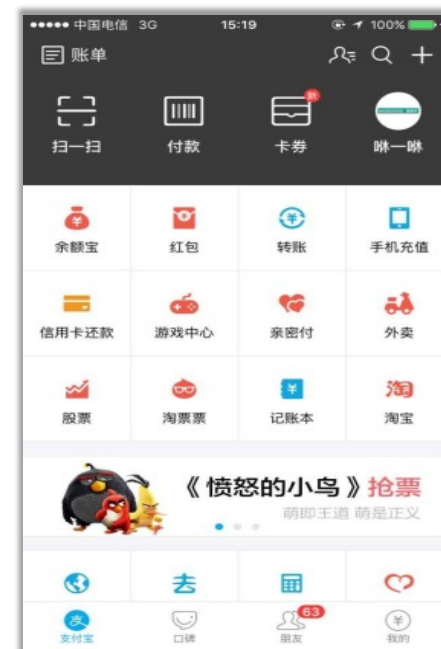 中国电信 3G 15:19 100%
账单
扫一扫 付款 卡券 咻一咻
新
余额宝 红包 转账 手机充值
信用卡还款 游戏中心 亲密付 外卖
股票 淘票票 记账本 淘宝
淘
《愤怒的小鸟》抢票
萌即王道 萌是正义
去
63
支
支付宝 口碑 朋友 我的